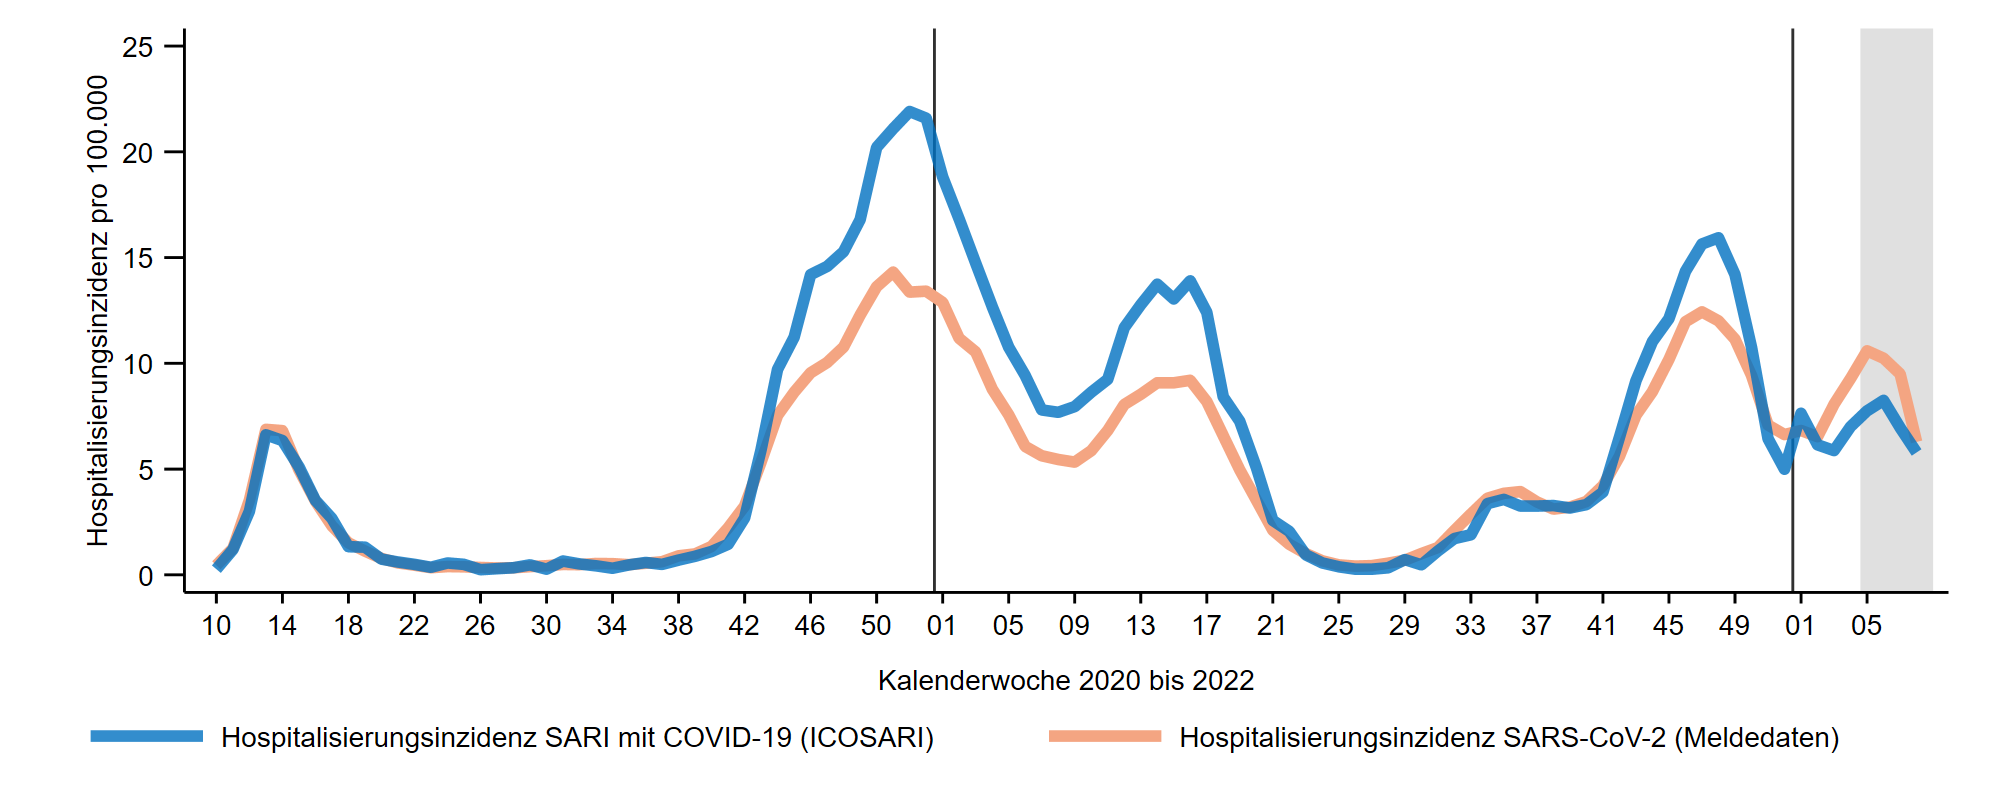 Hospitalisierungsinzidenz pro 100.000
25
20
15
10
5
0
10 14 18 22 26 30 34 38 42 46 50 01 05 09 13 17 21 25 29 33 37 41 45 49 01 05
Kalenderwoche 2020 bis 2022
Hospitalisierungsinzidenz SARI mit COVID-19 (ICOSARI) Hospitalisierungsinzidenz SARS-CoV-2 (Meldedaten)